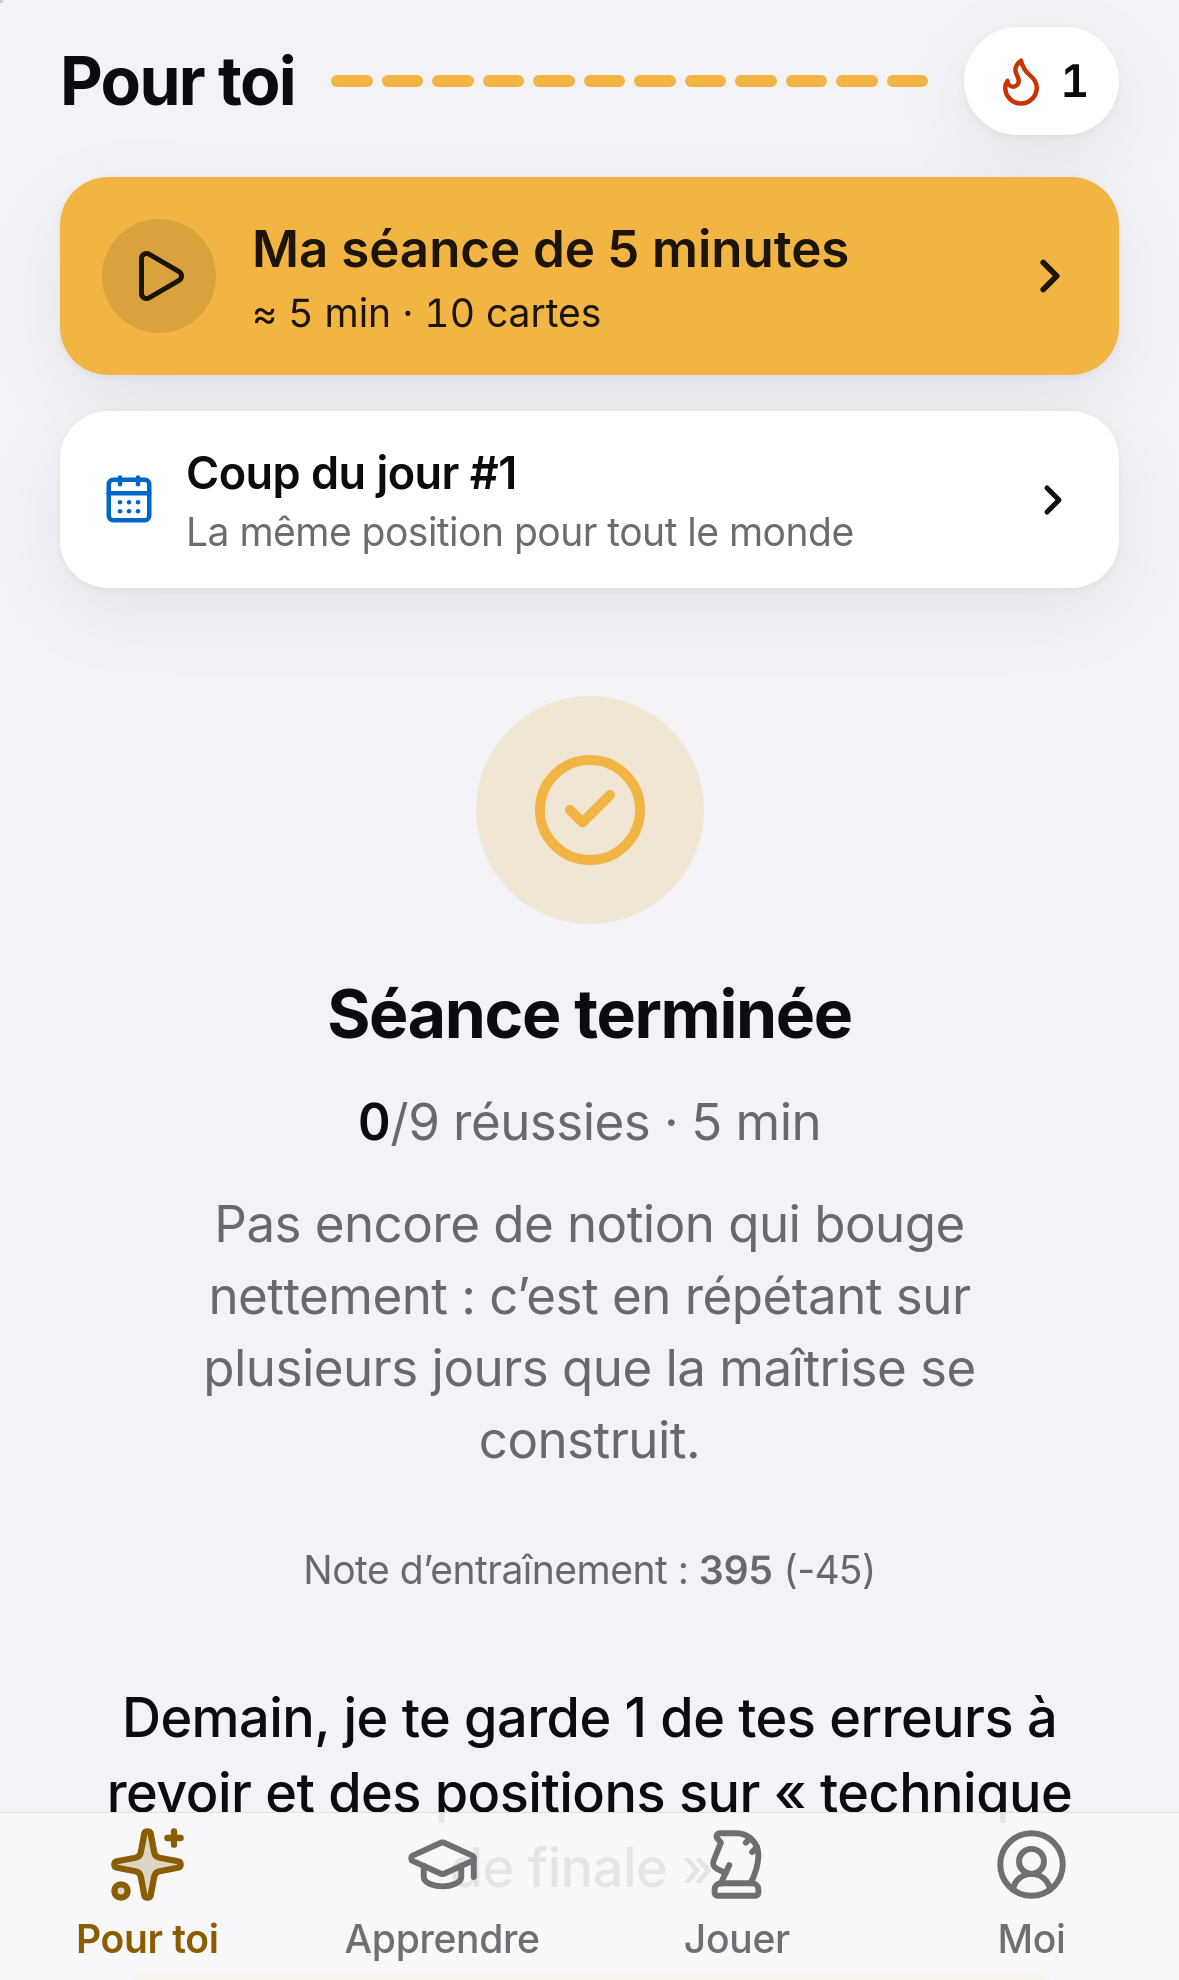 Pour toi
1
Ma séance de 5 minutes
≈ 5 min · 10 cartes
Coup du jour #1
La même position pour tout le monde
Séance terminée
0/9 réussies · 5 min
Pas encore de notion qui bouge
nettement : c’est en répétant sur
plusieurs jours que la maîtrise se
construit.
Note d’entraînement : 395 (-45)
Demain, je te garde 1 de tes erreurs à
revoir et des positions sur « technique
de finale »
Pour toi
Apprendre
Jouer
Moi